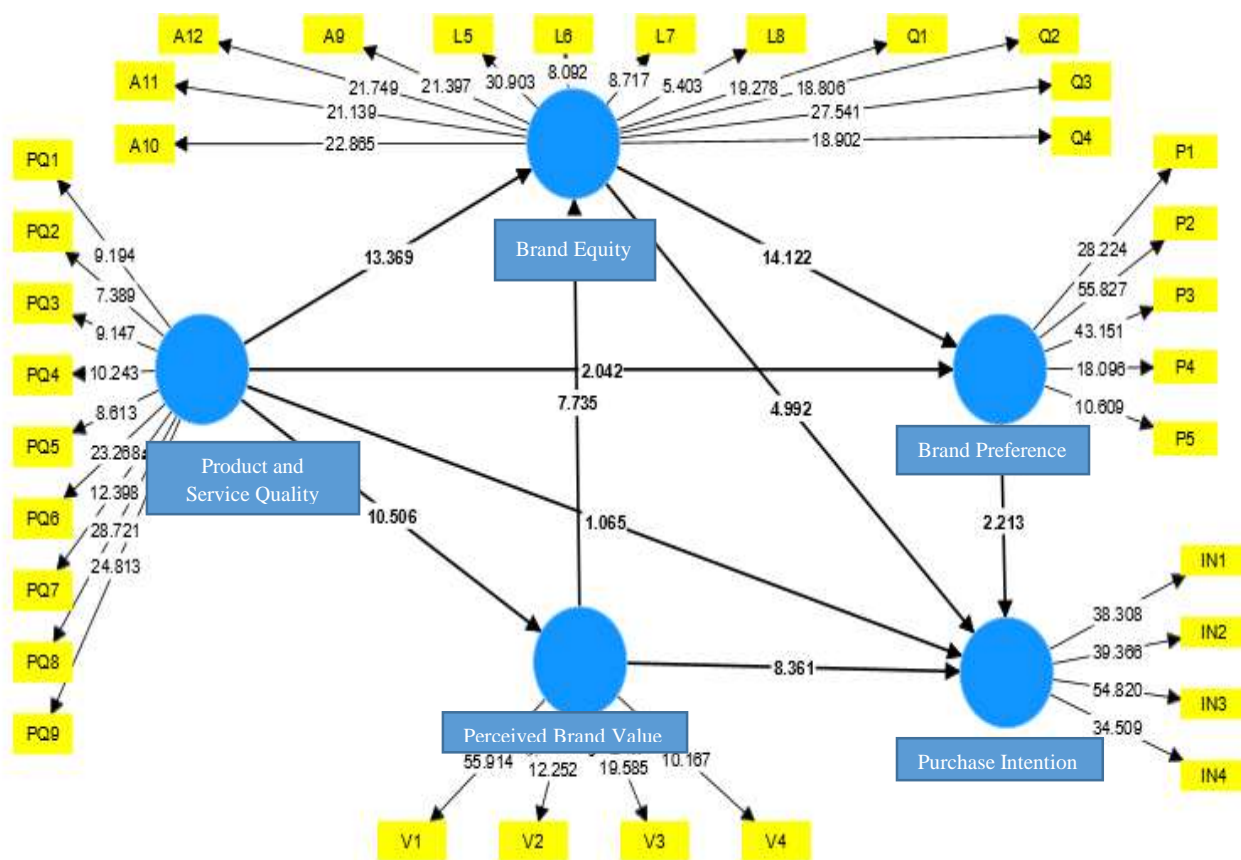 A12
A9
L5
L6
L7
L8
Q1
Q2
A11
Q3
A10
Q4
21.749
21.397
30.903
8.092
8.717
5.403
19.278
18.806
27.541
21.139
22.865
18.902
PQ1
PQ2
PQ3
PQ4
PQ5
PQ6
PQ7
PQ8
PQ9
9.194
7.389
9.147
10.243
8.613
23.268
12.398
28.721
24.813
P1
P2
P3
P4
P5
28.224
55.827
43.151
18.096
10.609
Brand Equity
13.369
14.122
2.042
7.735
4.992
Product and
Service Quality
Brand Preference
10.506
1.065
2.213
8.361
Perceived Brand Value
Purchase Intention
IN1
IN2
IN3
IN4
38.308
39.366
54.820
34.509
55.914
12.252
19.585
10.167
V1
V2
V3
V4